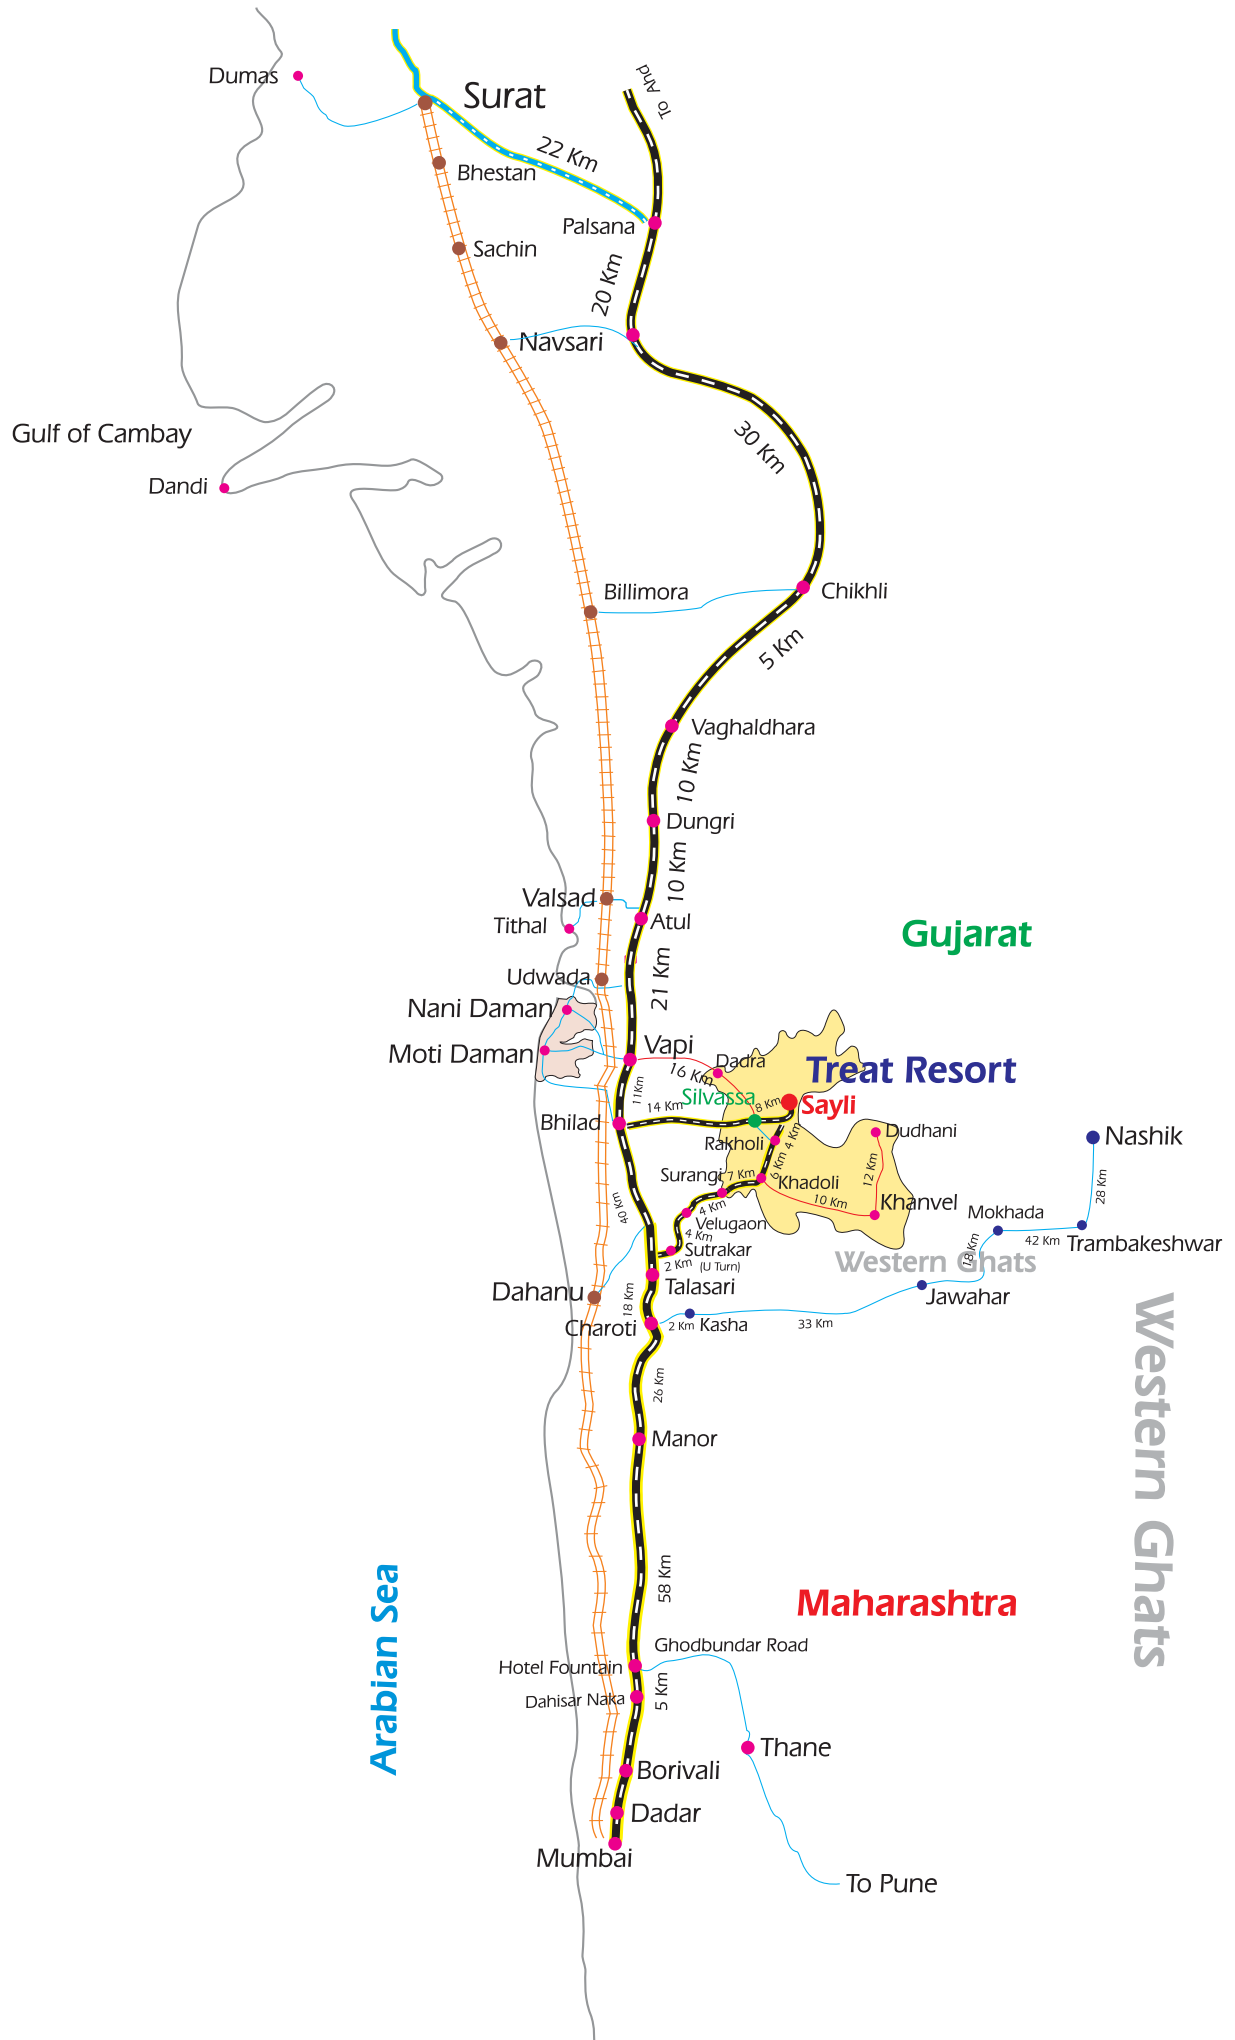 To Ahd
Dumas
Surat
22 Km
Bhestan
Palsana
Sachin
20 Km
Navsari
30 Km
Gulf of Cambay
Dandi
Billimora
Chikhli
5 Km
Vaghaldhara
10 Km
Dungri
10 Km
Valsad
Atul
Tithal
Gujarat
21 Km
Udwada
Nani Daman
Vapi
Moti Daman
Dadra
16 Km
Treat Resort
11Km
Silvassa
14 Km
8 Km
Sayli
Bhilad
Rakholi
4 Km
Dudhani
Nashik
Surangi
7 Km
6 Km
Khadoli
12 Km
28 Km
40 Km
4 Km
10 Km
Khanvel
Velugaon
Mokhada
4 Km
42 Km
Trambakeshwar
Sutrakar
(U Turn)
2 Km
18 Km
Western Ghats
Talasari
Dahanu
18 Km
Jawahar
Charoti
2 Km
Kasha
33 Km
26 Km
Manor
Western Ghats
58 Km
Arabian Sea
Maharashtra
Ghodbundar Road
Hotel Fountain
5 Km
Dahisar Naka
Thane
Borivali
Dadar
Mumbai
To Pune